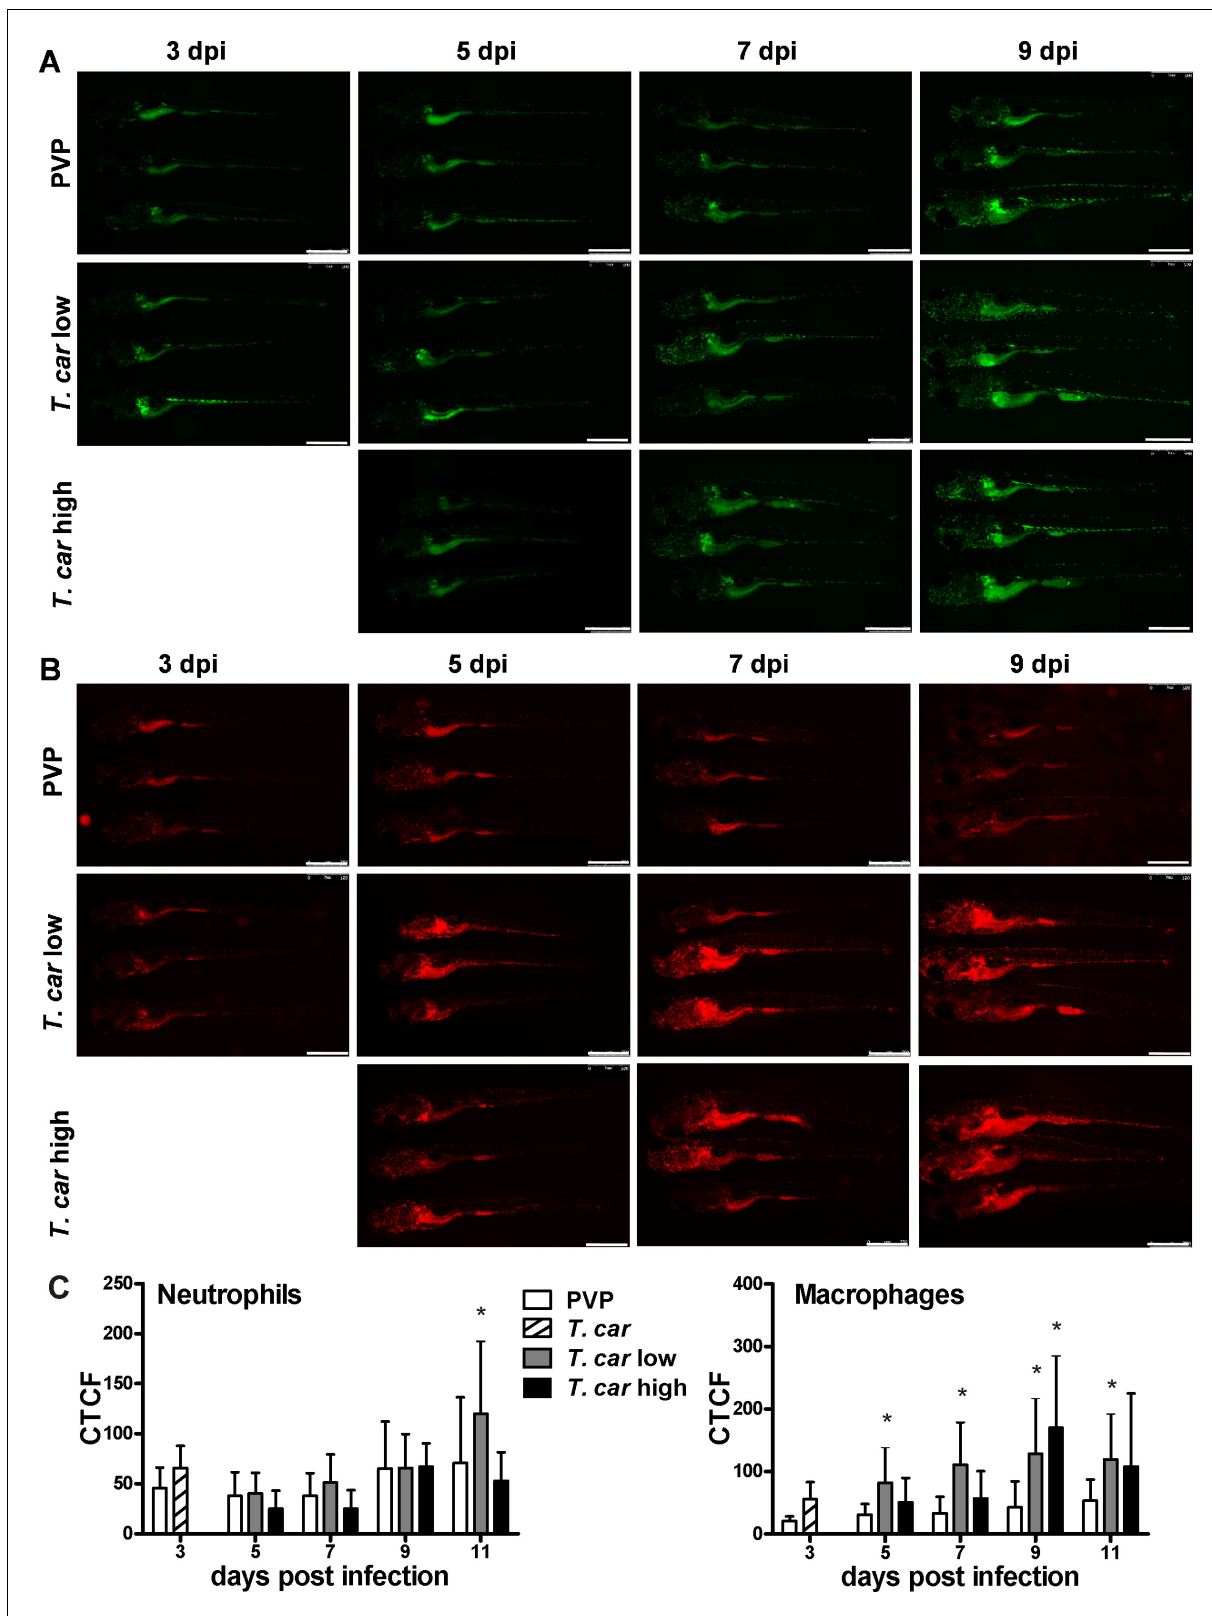 A
3 dpi 5 dpi 7 dpi 9 dpi
PVP
T. car low
T. car high
B
3 dpi 5 dpi 7 dpi 9 dpi
PVP
T. car low
T. car high
C
Neutrophils
CTCF
250
200
150
100
50
0
3 5 7 9 11
days post infection
PVP
T. car
T. car low
T. car high
Macrophages
CTCF
400
300
200
100
0
3 5 7 9 11
days post infection
* * * * * *